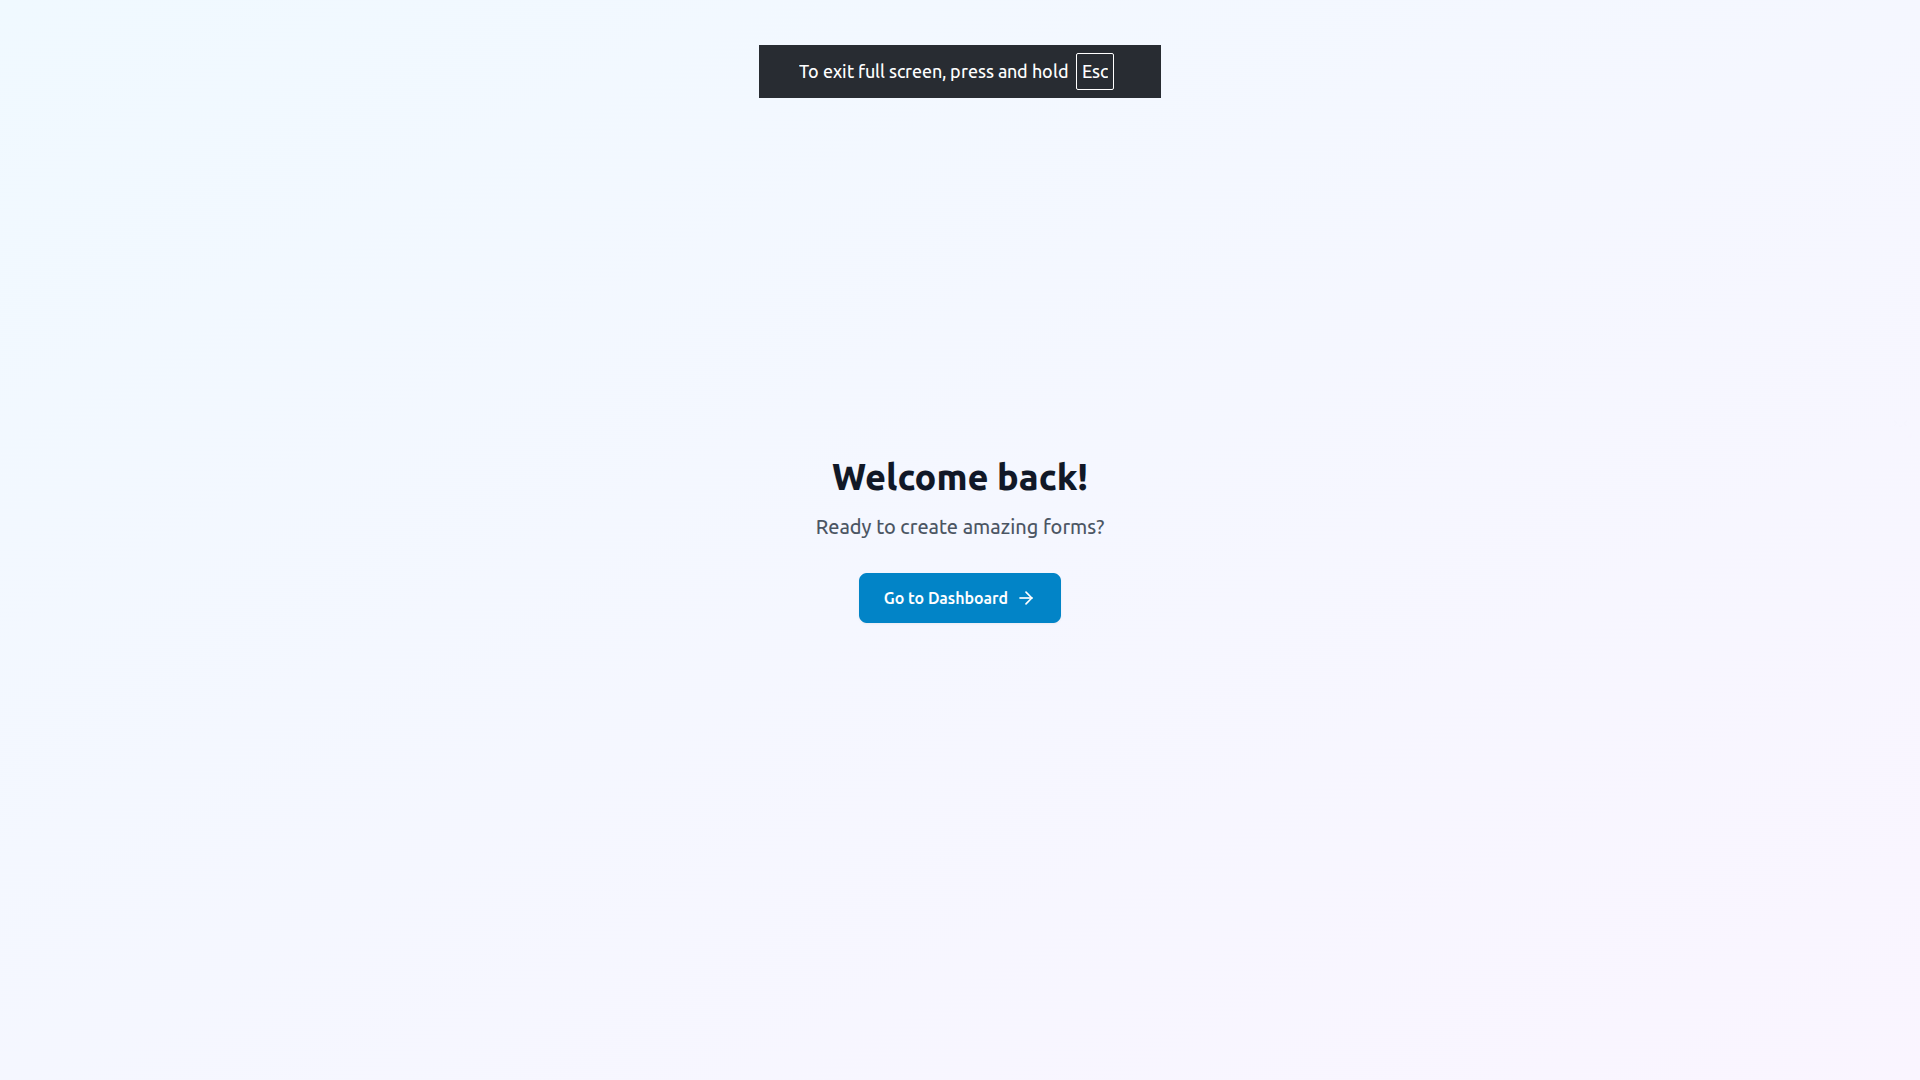 To exit full screen, press and hold Esc
Welcome back!
Ready to create amazing forms?
Go to Dashboard